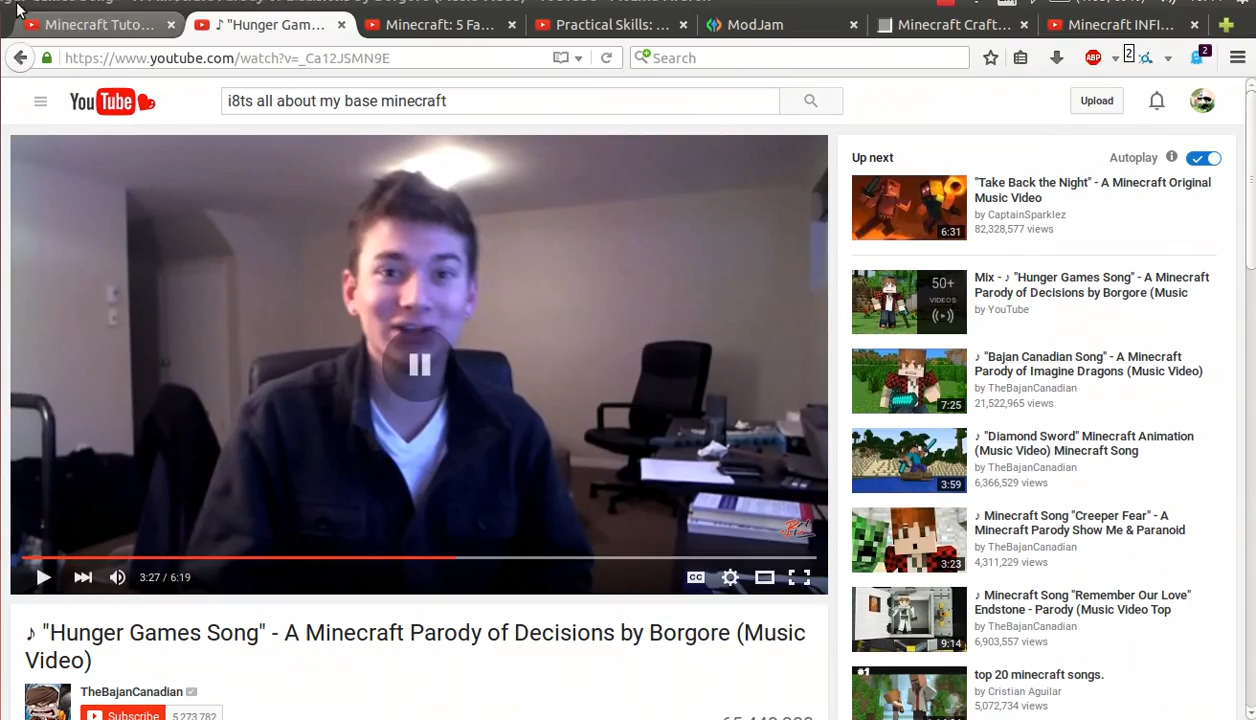 Minecraft Tuto...
♪ "Hunger Gam...
Minecraft: 5 Fa...
Practical Skills: ...
ModJam
Minecraft Craft...
Minecraft INFI...
https://www.youtube.com/watch?v=_Ca12JSMN9E
Search
ABP
2
2
YouTube
i8ts all about my base minecraft
Upload
Up next
Autoplay
"Take Back the Night" - A Minecraft Original
Music Video
by CaptainSparklez
82,328,577 views
6:31
Mix - ♪ "Hunger Games Song" - A Minecraft
Parody of Decisions by Borgore (Music
by YouTube
50+
VIDEOS
♪ "Bajan Canadian Song" - A Minecraft
Parody of Imagine Dragons (Music Video)
by TheBajanCanadian
21,522,965 views
7:25
♪ "Diamond Sword" Minecraft Animation
(Music Video) Minecraft Song
by TheBajanCanadian
6,366,529 views
3:59
♪ Minecraft Song "Creeper Fear" - A
Minecraft Parody Show Me & Paranoid
by TheBajanCanadian
4,311,229 views
3:23
♪ Minecraft Song "Remember Our Love"
Endstone - Parody (Music Video Top
by TheBajanCanadian
6,903,557 views
9:14
top 20 minecraft songs.
by Cristian Aguilar
5,072,734 views
#1
3:27 / 6:19
CC
♪ "Hunger Games Song" - A Minecraft Parody of Decisions by Borgore (Music
Video)
TheBajanCanadian
Subscribe
5,273,782